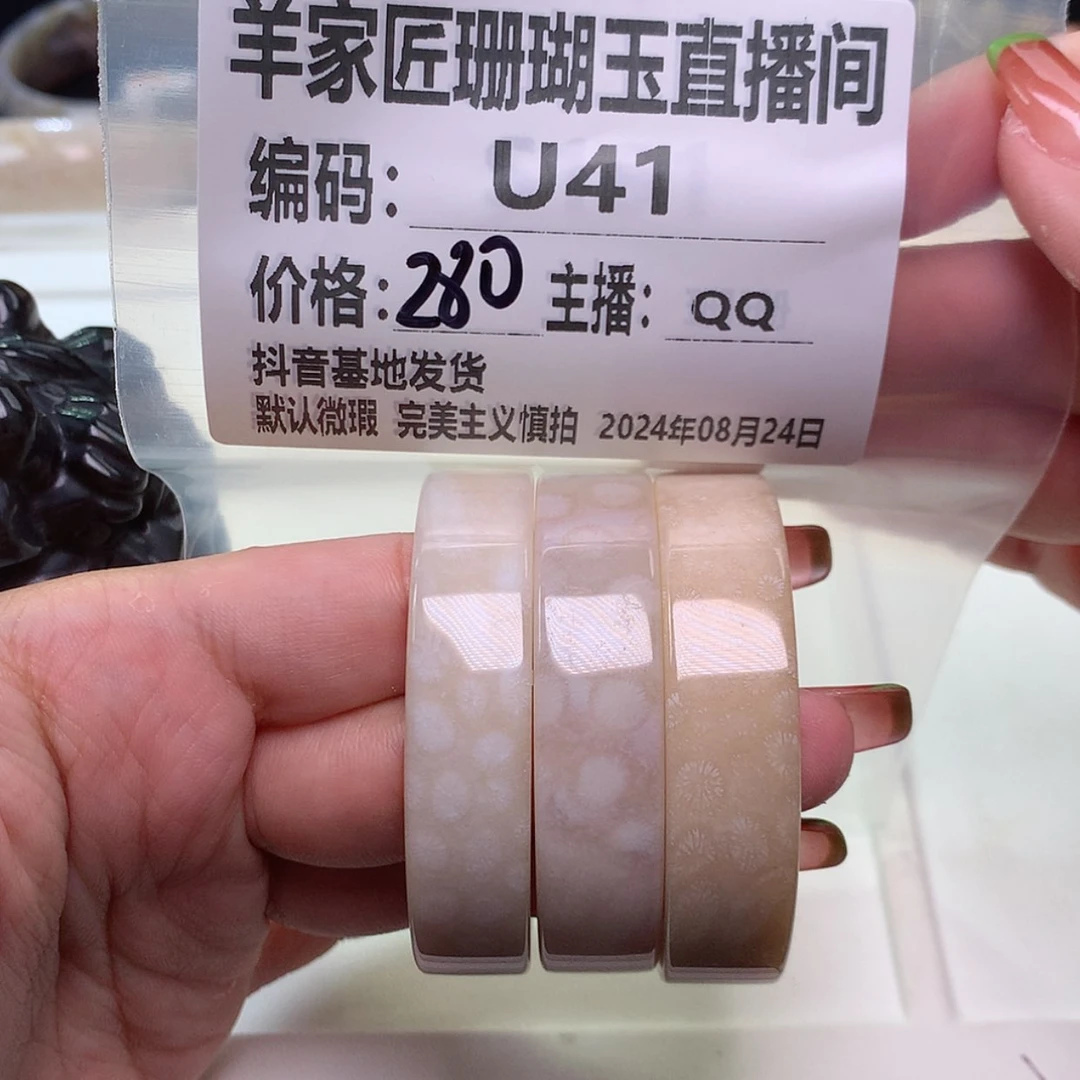 羊家匠珊瑚玉直播间
编码： U41
价格：280 主播： QQ
抖音基地发货
默认微瑕 完美主义慎拍 2024年08月24日